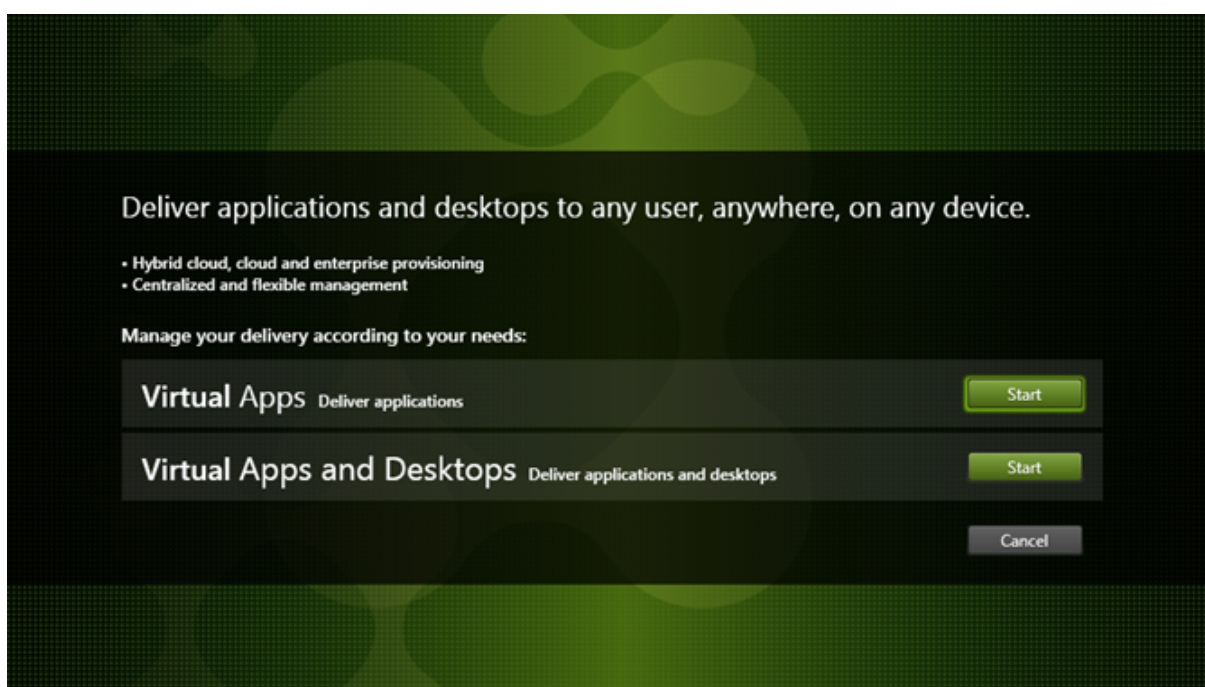 Deliver applications and desktops to any user, anywhere, on any device.
• Hybrid cloud, cloud and enterprise provisioning
• Centralized and flexible management
Manage your delivery according to your needs:
Virtual Apps Deliver applications
Start
Virtual Apps and Desktops Deliver applications and desktops
Start
Cancel